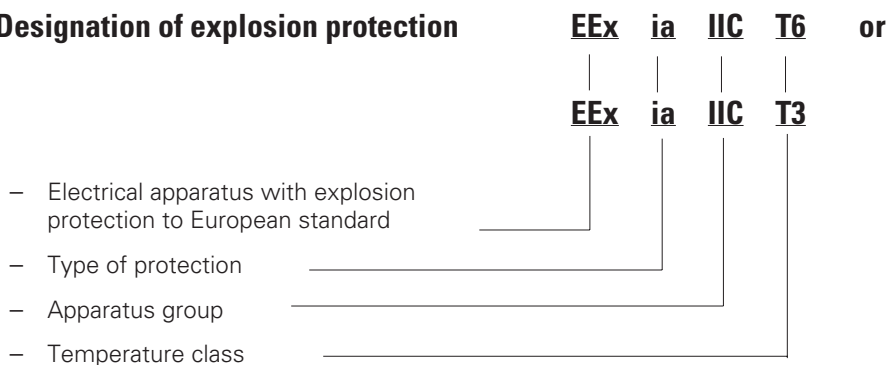 Designation of explosion protection EEx ia IIC T6 or
EEx ia IIC T3
– Electrical apparatus with explosion
protection to European standard
– Type of protection
– Apparatus group
– Temperature class